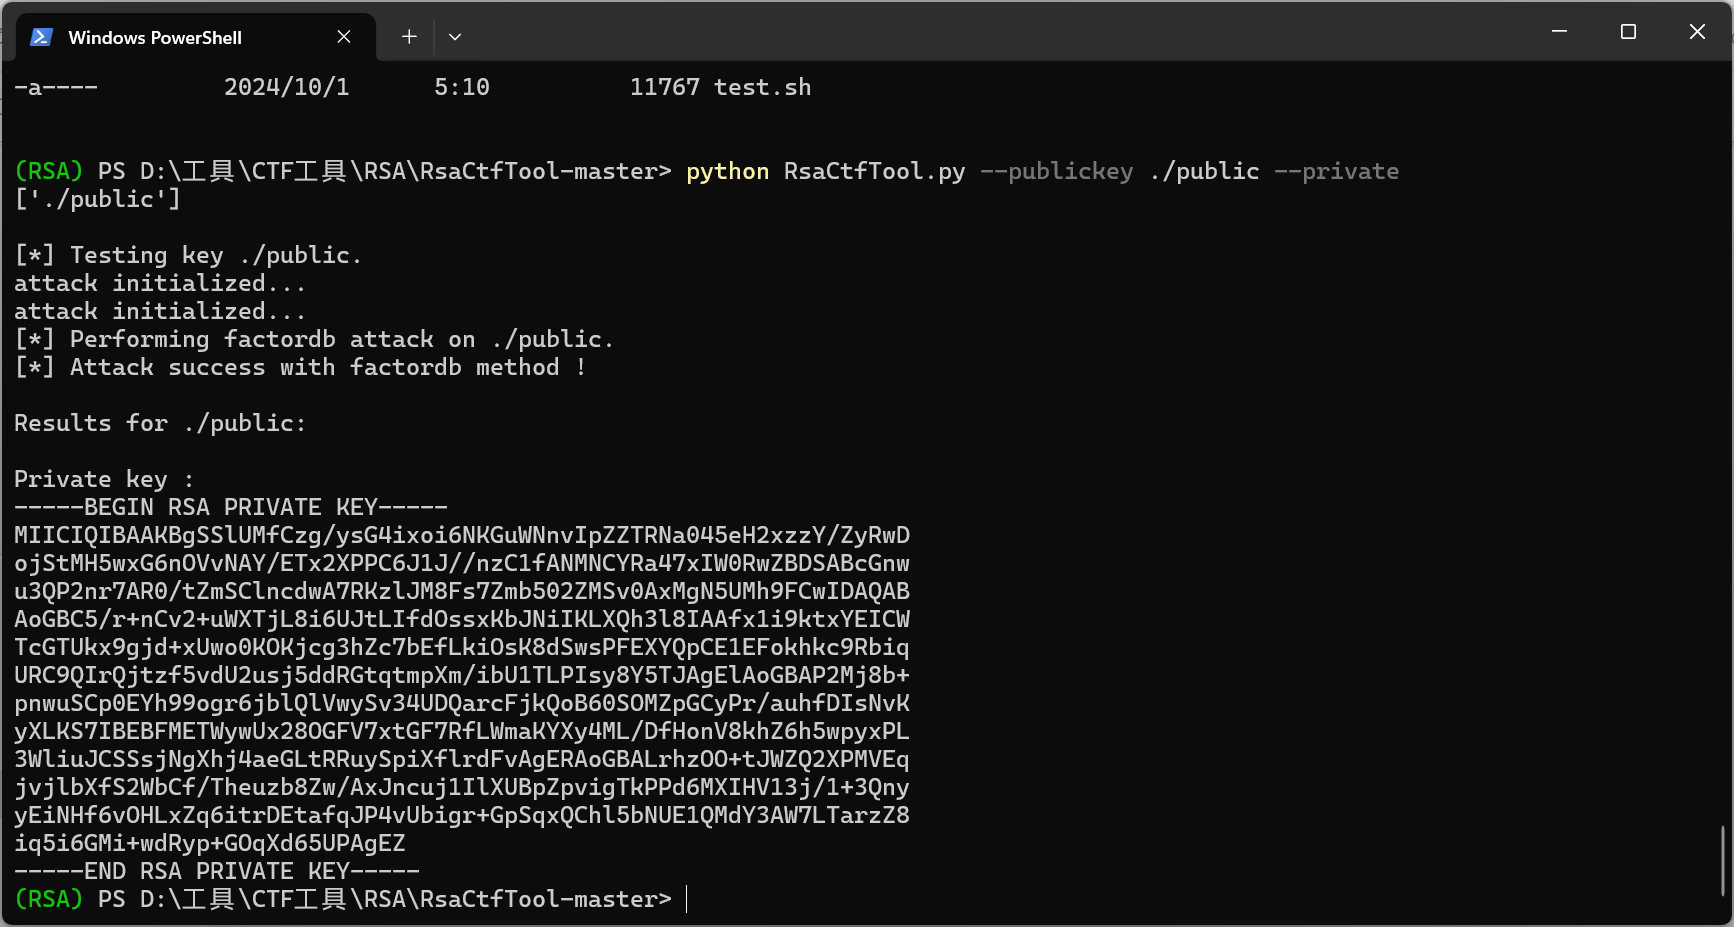 Windows PowerShell
-a---- 2024/10/1 5:10 11767 test.sh
(RSA) PS D:\工具\CTF工具\RSA\RsaCtfTool-master> python RsaCtfTool.py --publickey ./public --private
['./public']
[*] Testing key ./public.
attack initialized...
attack initialized...
[*] Performing factordb attack on ./public.
[*] Attack success with factordb method !
Results for ./public:
Private key :
-----BEGIN RSA PRIVATE KEY-----
MIICIQIBAAKBgSSlUMfCzg/ysG4ixoi6NKGuWNnvIpZZTRNa045eH2xzzY/ZyRwD
ojStMH5wxG6nOVvNAY/ETx2XPPC6J1J//nzC1fANMNCYRa47xIW0RwZBDSABcGnw
u3QP2nr7AR0/tZmSClncdwA7RKzlJM8Fs7Zmb502ZMSv0AxMgN5UMh9FCwIDAQAB
AoGBC5/r+nCv2+uWXTjL8i6UJtLIfdOssxKbJNiIKLXQh3l8IAAfx1i9ktxYEICW
TcGTUkx9gjd+xUwo0KOKjcg3hZc7bEfLkiOsK8dSwsPFEXYQpCE1EFokhkc9Rbiq
URC9QIrQjtzf5vdU2usj5ddRGtqtmpXm/ibU1TLPIsy8Y5TJAgElAoGBAP2Mj8b+
pnwuSCp0EYh99ogr6jblQlVwySv34UDQarcFjkQoB60SOMZpGCyPr/auhfDIsNvK
yXLKS7IBEBFMETWywUx28OGFV7xtGF7RfLWmaKYXy4ML/DfHonV8khZ6h5wpyxPL
3WliuJCSSsjNgXhj4aeGLtRRuySpiXflrdFvAgERAoGBALrhzOO+tJWZQ2XPMVEq
jvjlbXfS2WbCf/Theuzb8Zw/AxJncuj1IlXUBpZpvigTkPPd6MXIHV13j/1+3Qny
yEiNHf6vOHLxZq6itrDEtafqJP4vUbigr+GpSqxQChl5bNUE1QMdY3AW7LTarzZ8
iq5i6GMi+wdRyp+GOqXd65UPAgEZ
-----END RSA PRIVATE KEY-----
(RSA) PS D:\工具\CTF工具\RSA\RsaCtfTool-master>